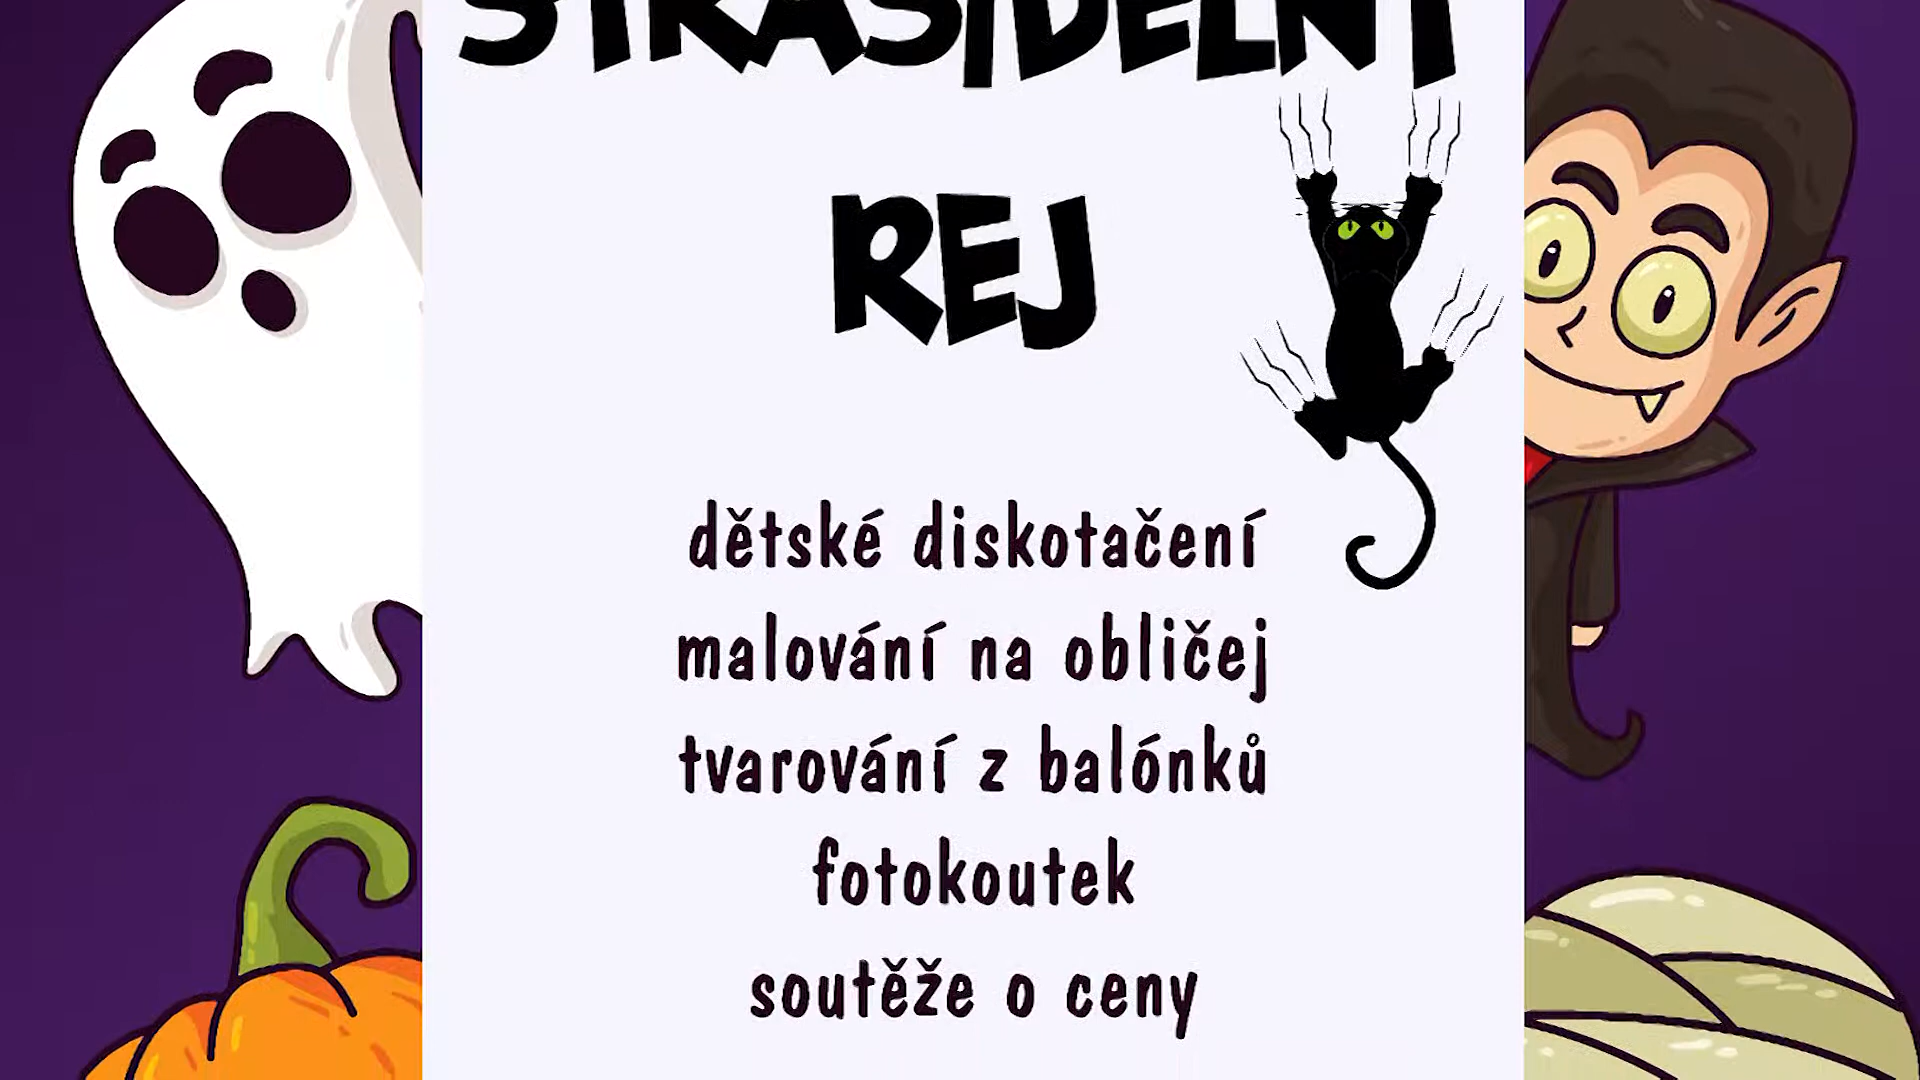 STRAŠIDELNÝ
REJ
dětské diskotačení
malování na obličej
tvarování z balónků
fotokoutek
soutěže o ceny